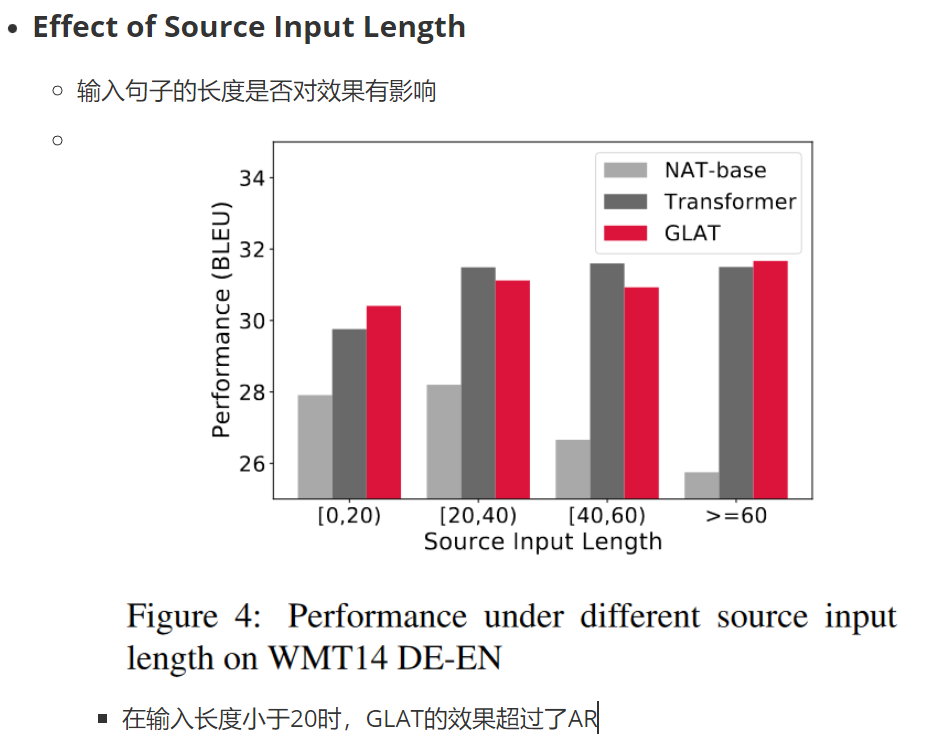 Effect of Source Input Length
输入句子的长度是否对效果有影响
34
32
30
28
26
Performance (BLEU)
NAT-base
Transformer
GLAT
[0,20)
[20,40)
[40,60)
>=60
Source Input Length
Figure 4: Performance under different source input
length on WMT14 DE-EN
在输入长度小于20时，GLAT的效果超过了AR